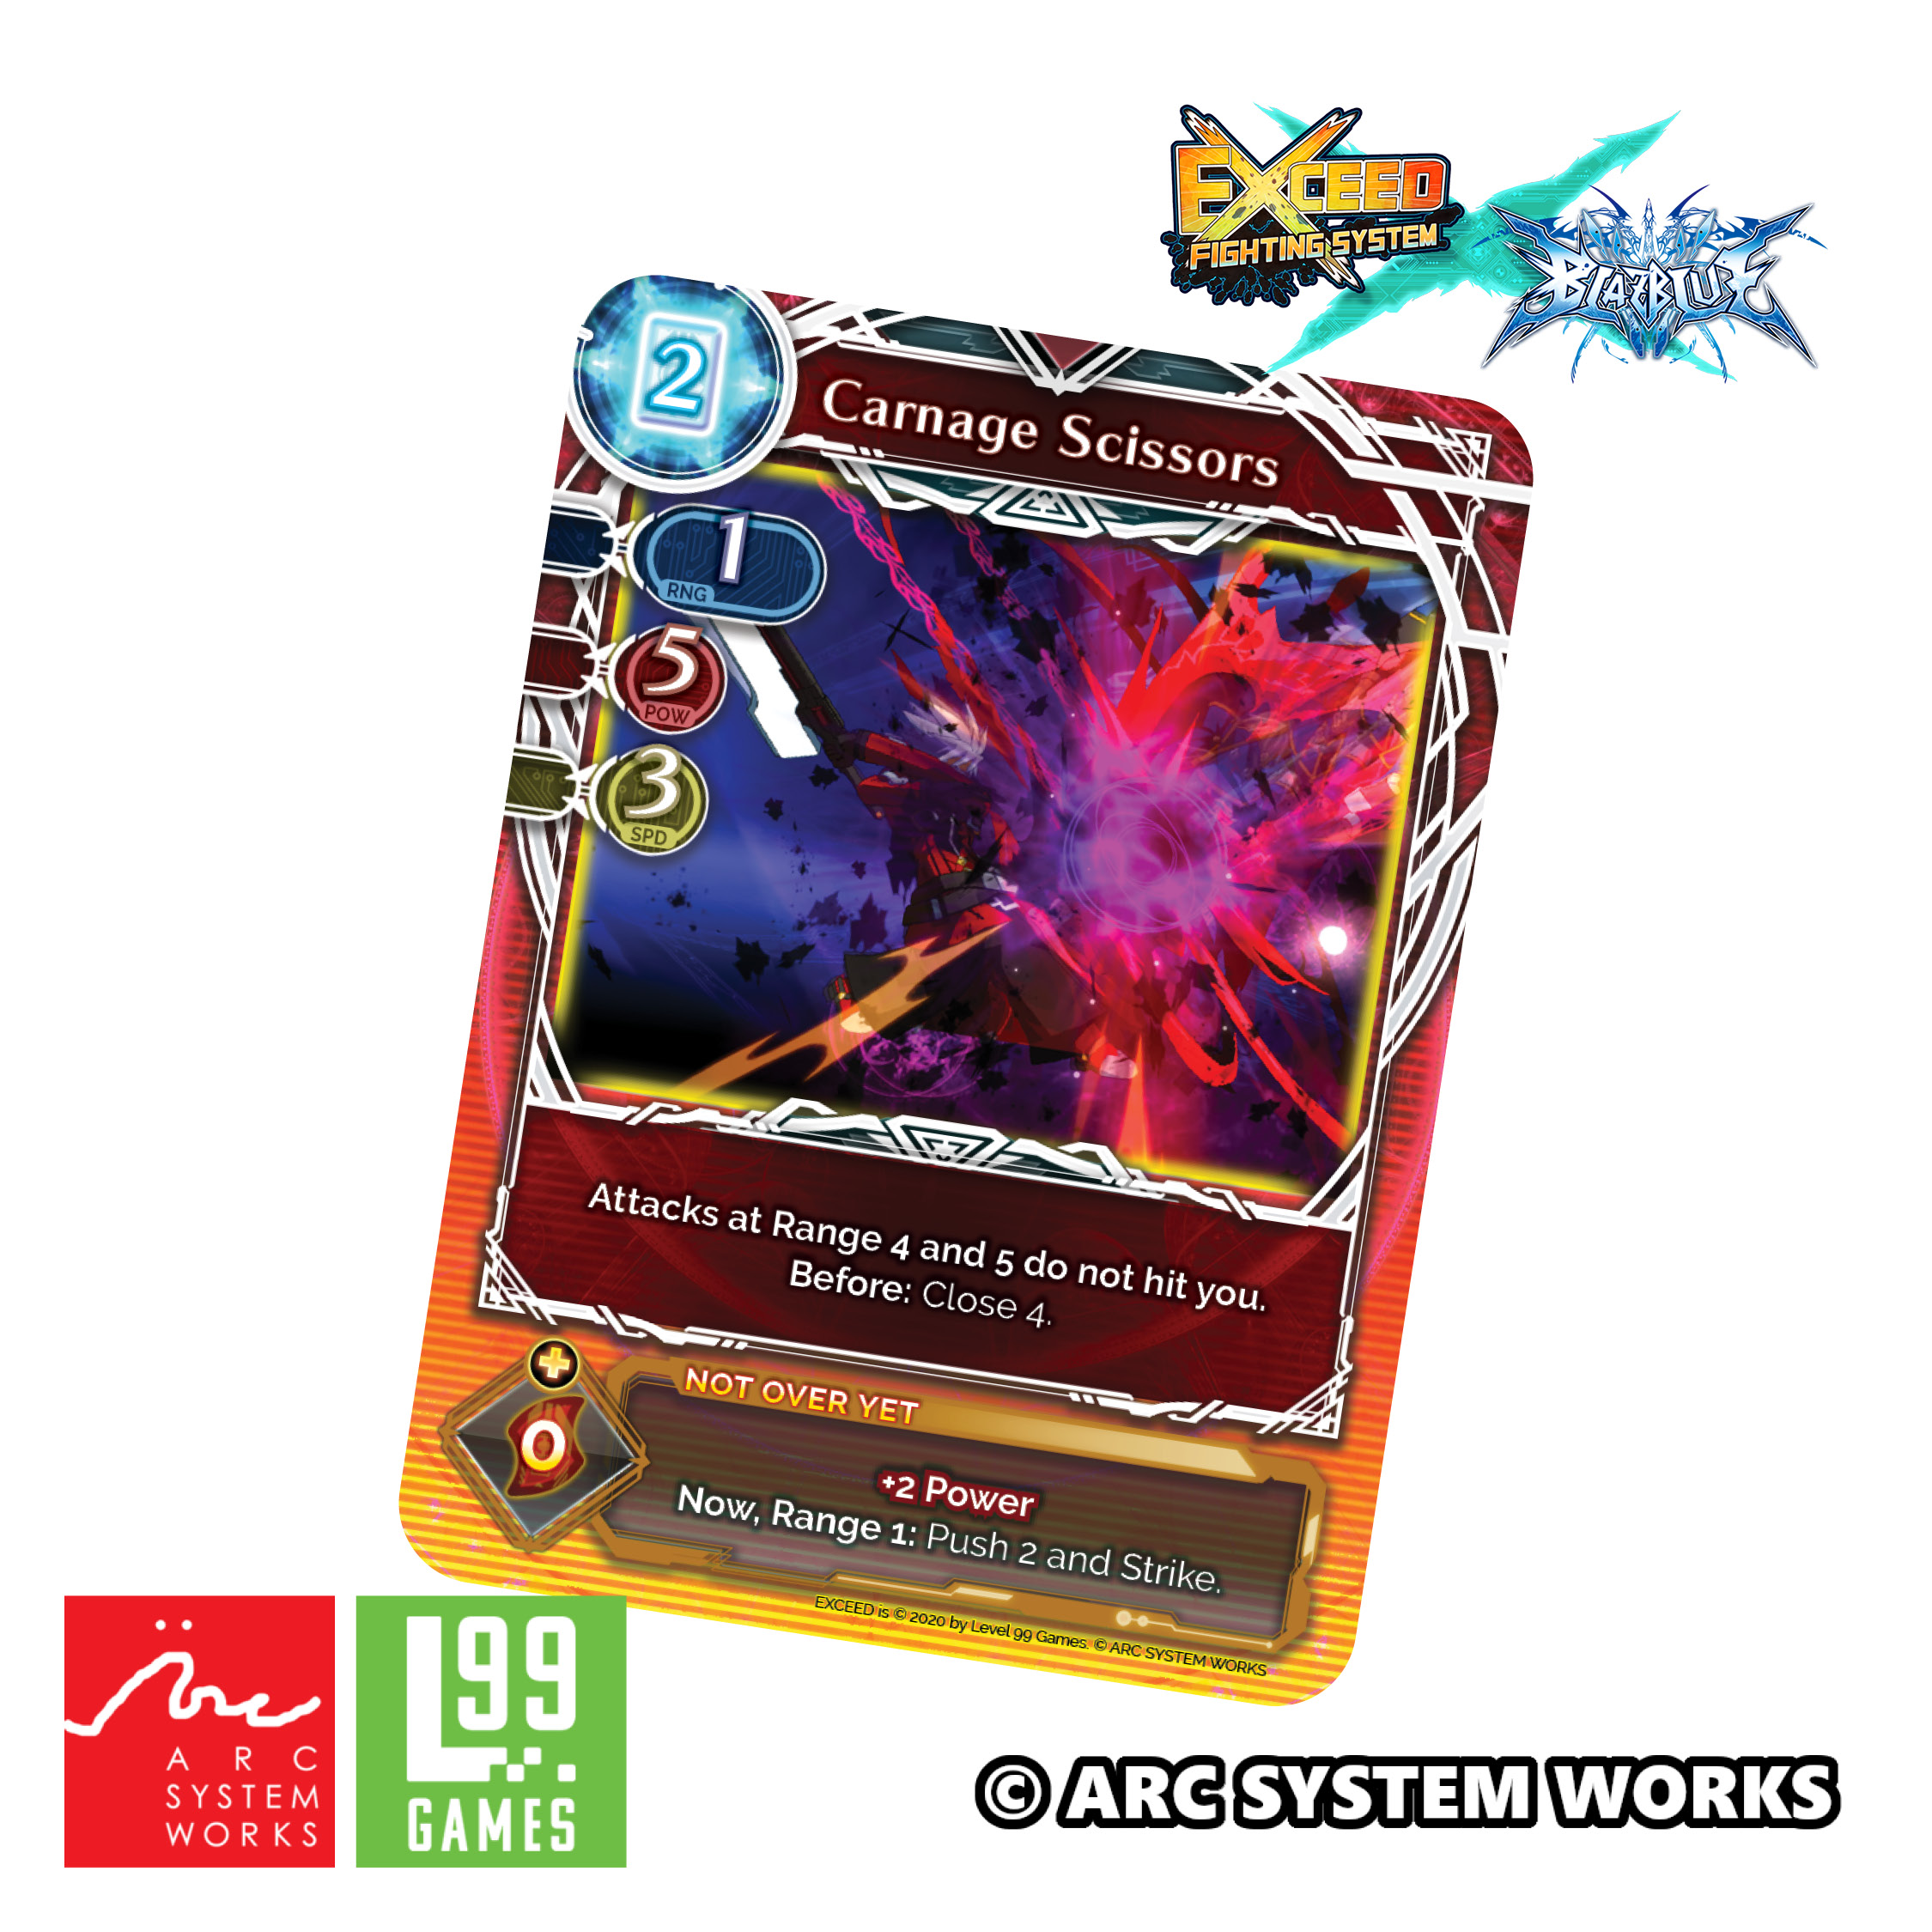 EXCEED
FIGHTING SYSTEM
BLAZBLUE
2
Carnage Scissors
1
RNG
5
POW
3
SPD
Attacks at Range 4 and 5 do not hit you.
Before: Close 4.
+
0
NOT OVER YET
+2 Power
Now, Range 1: Push 2 and Strike.
EXCEED is © 2020 by Level 99 Games. © ARC SYSTEM WORKS
Arc
ARC
SYSTEM
WORKS
L99
GAMES
© ARC SYSTEM WORKS